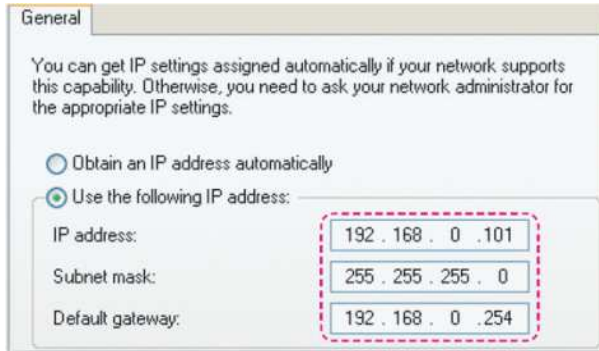 General
You can get IP settings assigned automatically if your network supports
this capability. Otherwise, you need to ask your network administrator for
the appropriate IP settings.
Obtain an IP address automatically
Use the following IP address:
IP address: 192 . 168 . 0 .101
Subnet mask: 255 . 255 . 255 . 0
Default gateway: 192 . 168 . 0 .254